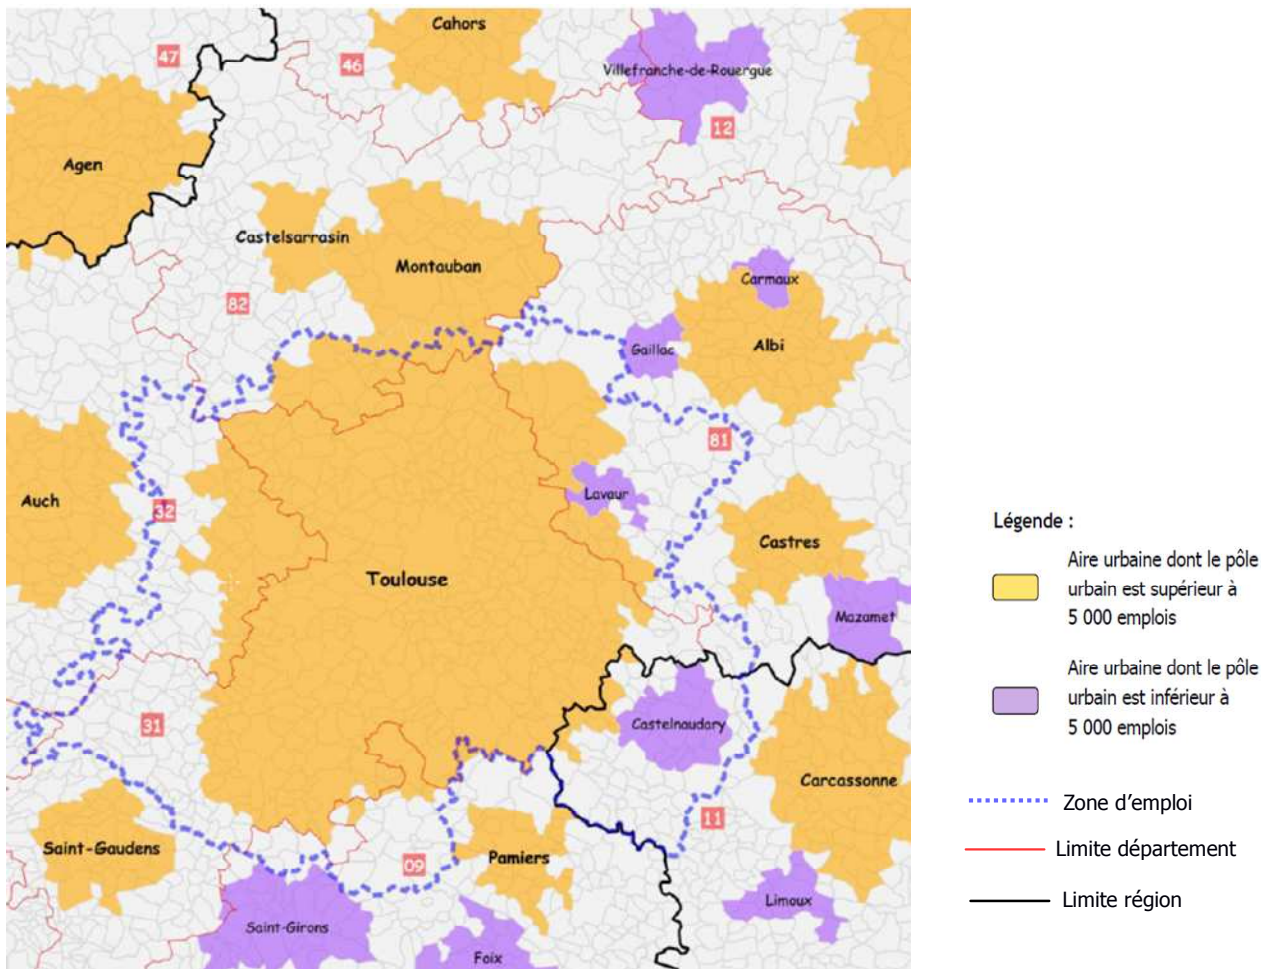 Cahors
47
46
Villefranche-de-Rouergue
12
Agen
Castelsarrasin
Montauban
Carmaux
82
Gaillac
Albi
81
Lavaur
Auch
32
Castres
Toulouse
Mazamet
31
Castelnaudary
Carcassonne
11
Saint-Gaudens
09
Pamiers
Limoux
Saint-Girons
Foix
Légende :
Aire urbaine dont le pôle
urbain est supérieur à
5 000 emplois
Aire urbaine dont le pôle
urbain est inférieur à
5 000 emplois
Zone d'emploi
Limite département
Limite région